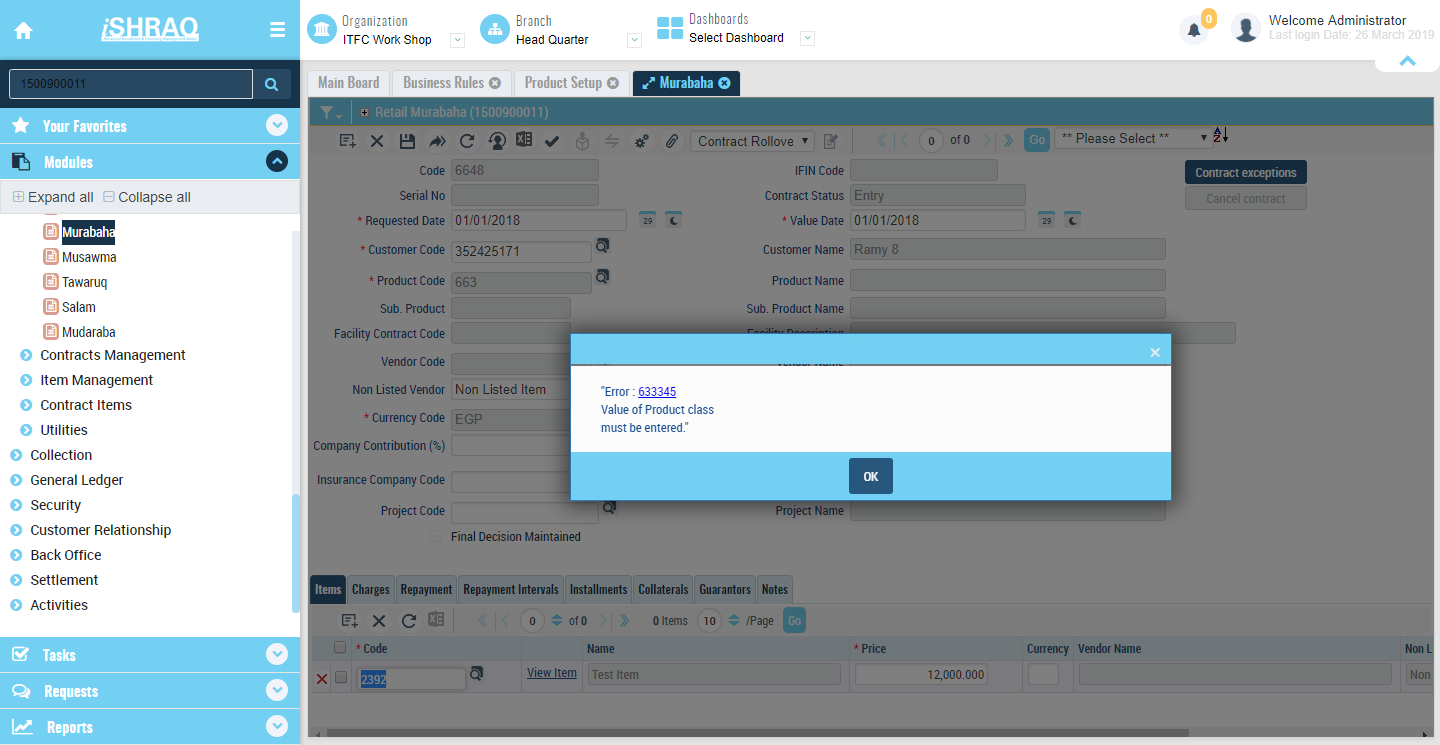 iSHRAQ
Organization
ITFC Work Shop
Branch
Head Quarter
Dashboards
Select Dashboard
0
Welcome Administrator
Last login Date: 26 March 2019
1500900011
Your Favorites
Modules
Expand all
Collapse all
Murabaha
Musawma
Tawaruq
Salam
Mudaraba
Contracts Management
Item Management
Contract Items
Utilities
Collection
General Ledger
Security
Customer Relationship
Back Office
Settlement
Activities
Tasks
Requests
Reports
Main Board
Business Rules
Product Setup
Murabaha
Retail Murabaha (1500900011)
Contract Rollove
0 of 0
Go
** Please Select **
Code 6648
IFIN Code
Contract exceptions
Serial No
Contract Status Entry
Cancel contract
* Requested Date 01/01/2018 29
* Value Date 01/01/2018 29
* Customer Code 352425171
Customer Name Ramy 8
* Product Code 663
Product Name
Sub. Product
Sub. Product Name
Facility Contract Code
Facility Description
Vendor Code
Vendor Name
Non Listed Vendor Non Listed Item
* Currency Code EGP
Company Contribution (%)
Insurance Company Code
Project Code
Project Name
Final Decision Maintained
"Error : 633345
Value of Product class
must be entered."
OK
Items
Charges
Repayment
Repayment Intervals
Installments
Collaterals
Guarantors
Notes
0 of 0
0 Items
10 /Page
Go
* Code
Name
* Price
Currency
Vendor Name
Non L
2392
View Item
Test Item
12,000.000
Non